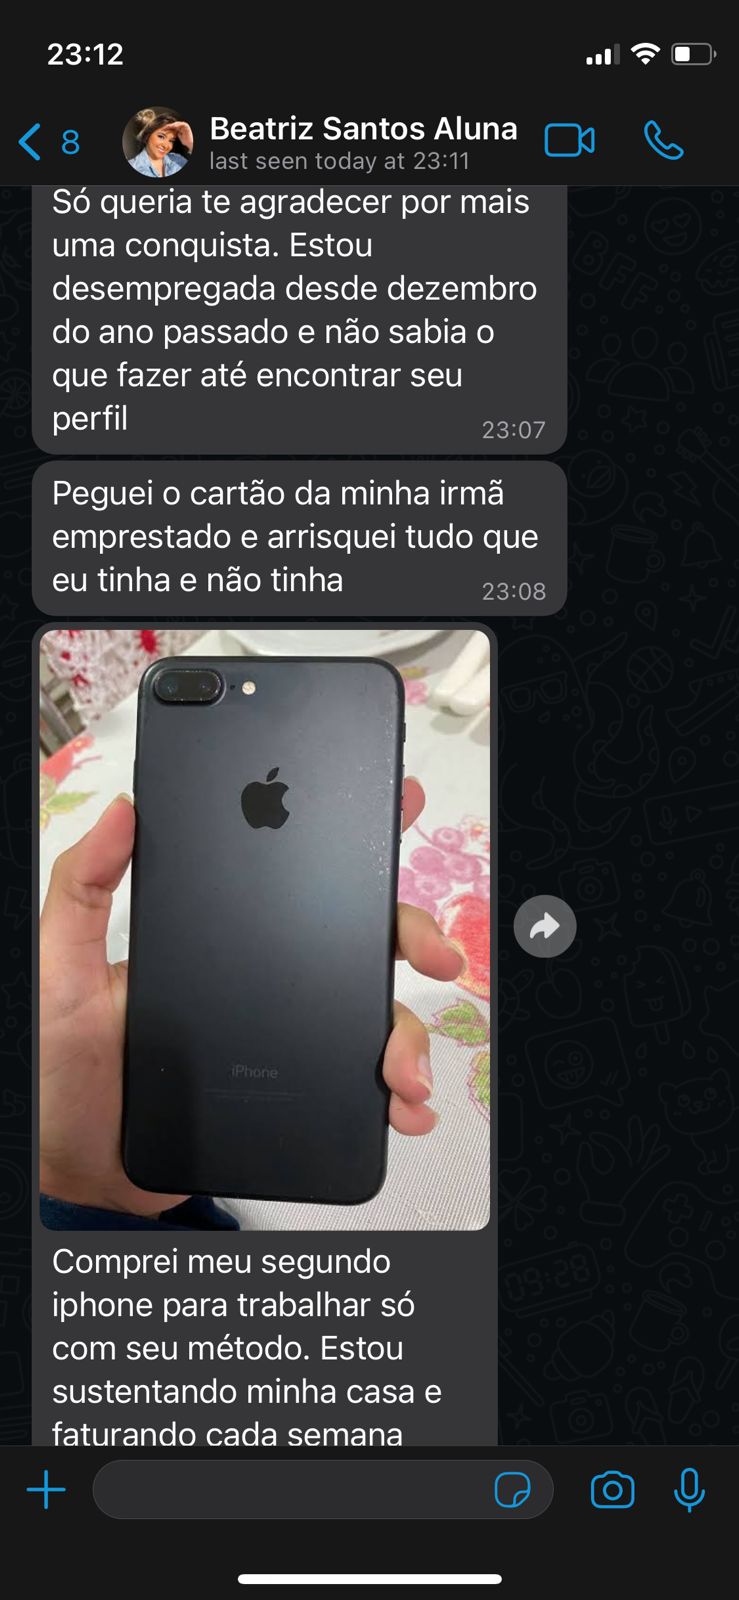 23:12
8
Beatriz Santos Aluna
last seen today at 23:11
Só queria te agradecer por mais
uma conquista. Estou
desempregada desde dezembro
do ano passado e não sabia o
que fazer até encontrar seu
perfil
23:07
Peguei o cartão da minha irmã
emprestado e arrisquei tudo que
eu tinha e não tinha
23:08
iPhone
Comprei meu segundo
iphone para trabalhar só
com seu método. Estou
sustentando minha casa e
faturando cada semana